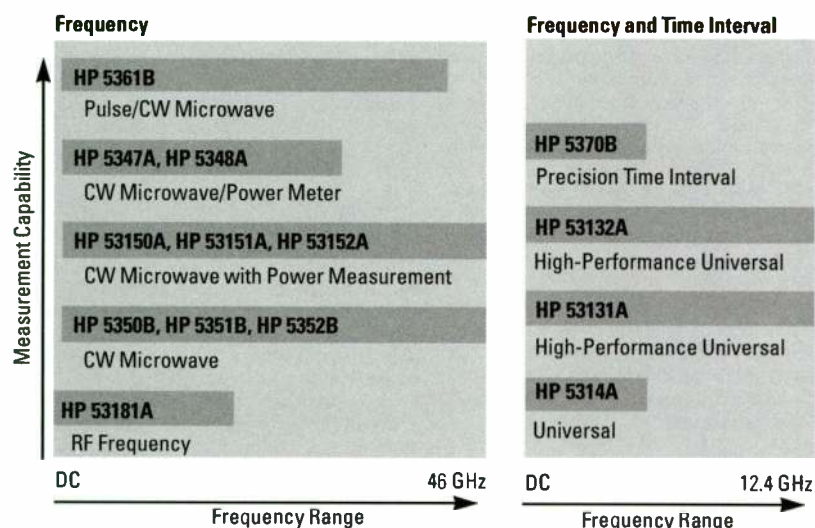 Frequency
Measurement Capability
HP 5361B
Pulse/CW Microwave
HP 5347A, HP 5348A
CW Microwave/Power Meter
HP 53150A, HP 53151A, HP 53152A
CW Microwave with Power Measurement
HP 5350B, HP 5351B, HP 5352B
CW Microwave
HP 53181A
RF Frequency
DC
46 GHz
Frequency Range
Frequency and Time Interval
HP 5370B
Precision Time Interval
HP 53132A
High-Performance Universal
HP 53131A
High-Performance Universal
HP 5314A
Universal
DC
12.4 GHz
Frequency Range